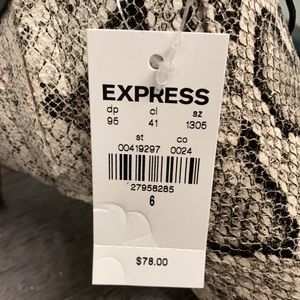 EXPRESS
dp cl sz
95 41 1305
st co
00419297 0024
27958285
6
$78.00